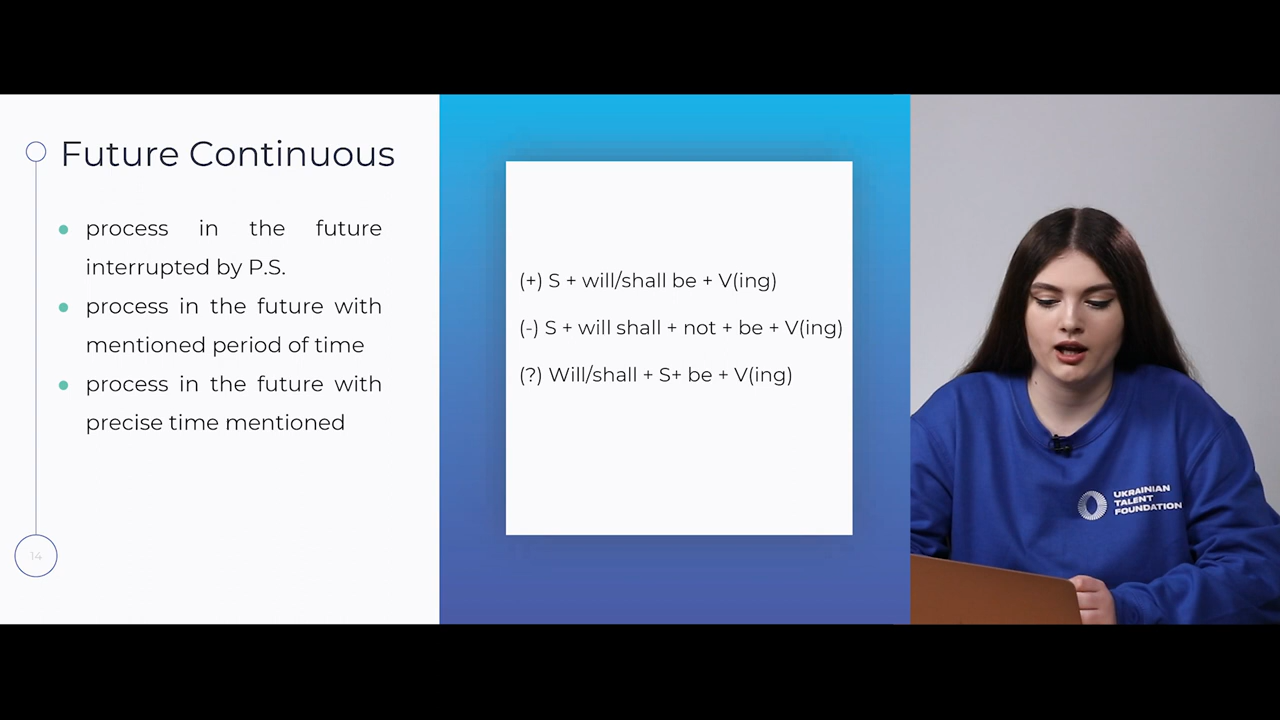 Future Continuous
process in the future
interrupted by P.S.
process in the future with
mentioned period of time
process in the future with
precise time mentioned
14
(+) S + will/shall be + V(ing)
(-) S + will shall + not + be + V(ing)
(?) Will/shall + S+ be + V(ing)
UKRAINIAN
TALENT
FOUNDATION